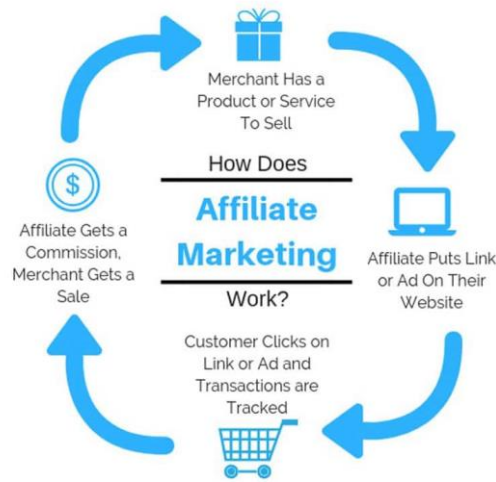 Merchant Has a
Product or Service
To Sell
How Does
Affiliate
Marketing
Work?
Affiliate Puts Link
or Ad On Their
Website
Customer Clicks on
Link or Ad and
Transactions are
Tracked
$
Affiliate Gets a
Commission,
Merchant Gets a
Sale